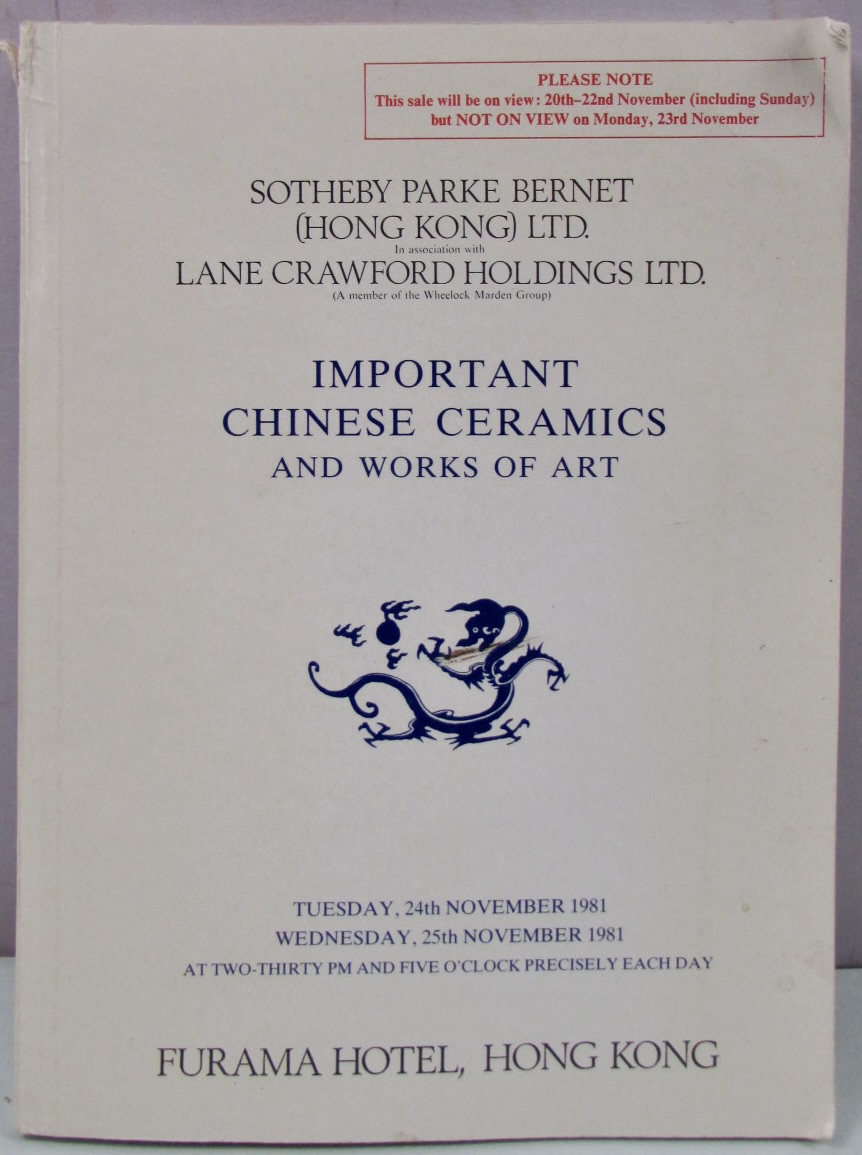 PLEASE NOTE
This sale will be on view: 20th–22nd November (including Sunday)
but NOT ON VIEW on Monday, 23rd November
SOTHEBY PARKE BERNET
(HONG KONG) LTD.
In association with
LANE CRAWFORD HOLDINGS LTD.
(A member of the Wheelock Marden Group)
IMPORTANT
CHINESE CERAMICS
AND WORKS OF ART
TUESDAY, 24th NOVEMBER 1981
WEDNESDAY, 25th NOVEMBER 1981
AT TWO-THIRTY PM AND FIVE O'CLOCK PRECISELY EACH DAY
FURAMA HOTEL, HONG KONG